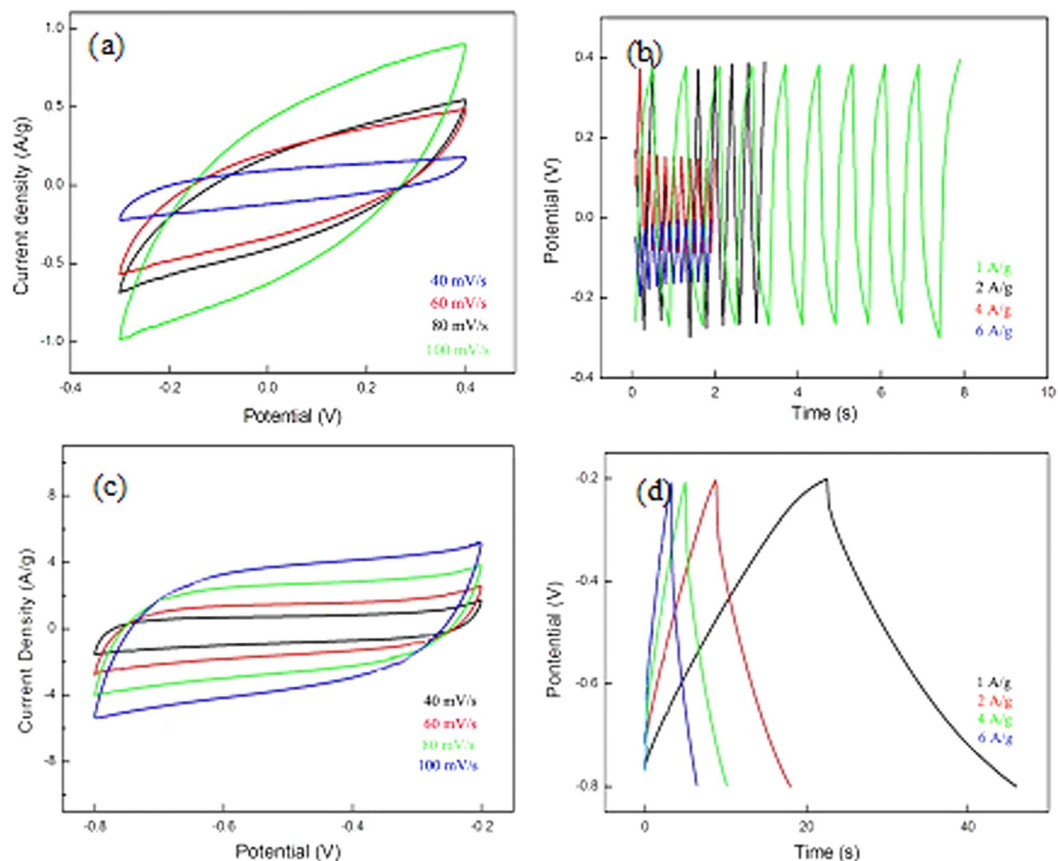 (a)
Current density (A/g)
1.0
0.5
0.0
-0.5
-1.0
40 mV/s
60 mV/s
80 mV/s
100 mV/s
-0.4
-0.2
0.0
0.2
0.4
Potential (V)
(b)
Potential (V)
0.4
0.2
0.0
-0.2
0.4
1 A/g
2 A/g
4 A/g
6 A/g
0
2
4
6
8
10
Time (s)
(c)
Current Density (A/g)
8
4
0
-4
-8
40 mV/s
60 mV/s
80 mV/s
100 mV/s
-0.8
-0.6
-0.4
-0.2
Potential (V)
(d)
Pontential (V)
-0.2
-0.4
-0.6
-0.8
1 A/g
2 A/g
4 A/g
6 A/g
0
20
40
Time (s)